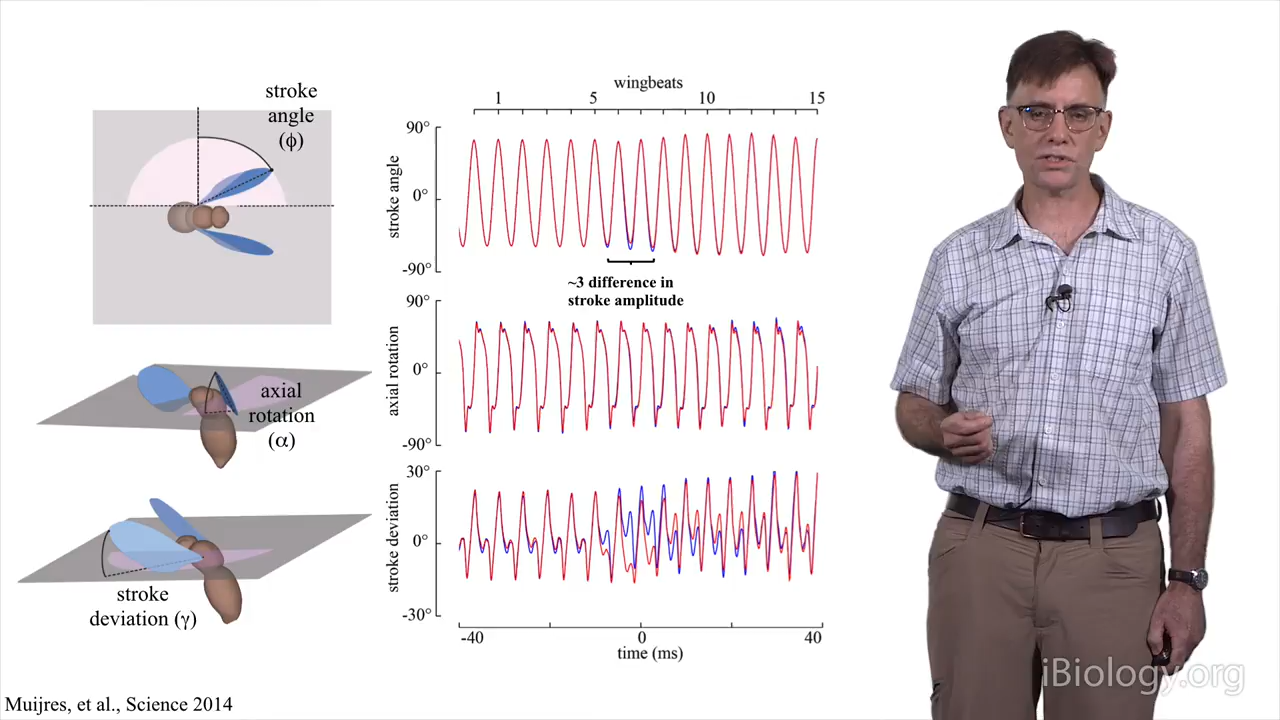 stroke
angle
(ϕ)
axial
rotation
(α)
stroke
deviation (γ)
wingbeats
1 5 10 15
90°
0°
-90°
stroke angle
~3 difference in
stroke amplitude
90°
0°
-90°
axial rotation
30°
0°
-30°
stroke deviation
-40 0 40
time (ms)
Muijres, et al., Science 2014
iBiology.org